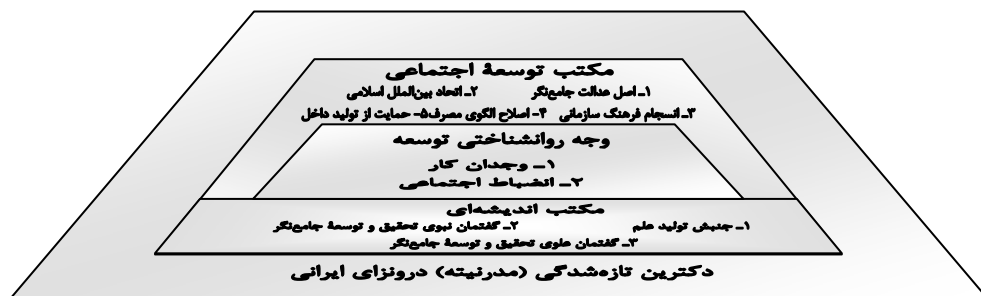 مکتب توسعهٔ اجتماعی
۱ـ اصل عدالت جامع‌نگر ۲ـ اتحاد بین‌الملل اسلامی
۳ـ انسجام فرهنگ سازمانی ۴- اصلاح الگوی مصرف۵- حمایت از تولید داخل
وجه روانشناختی توسعه
۱ـ وجدان کار
۲ـ انضباط اجتماعی
مکتب اندیشه‌ای
۱ـ جنبش تولید علم ۲ـ گفتمان نبوی تحقیق و توسعهٔ جامع‌نگر
۳ـ گفتمان علوی تحقیق و توسعهٔ جامع‌نگر
دکترین تازه‌شدگی (مدرنیته) درونزای ایرانی